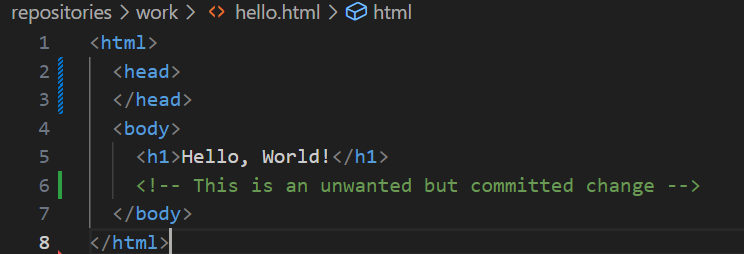 repositories > work > <> hello.html > html
1 <html>
2 <head>
3 </head>
4 <body>
5 <h1>Hello, World!</h1>
6 <!-- This is an unwanted but committed change -->
7 </body>
8 </html>